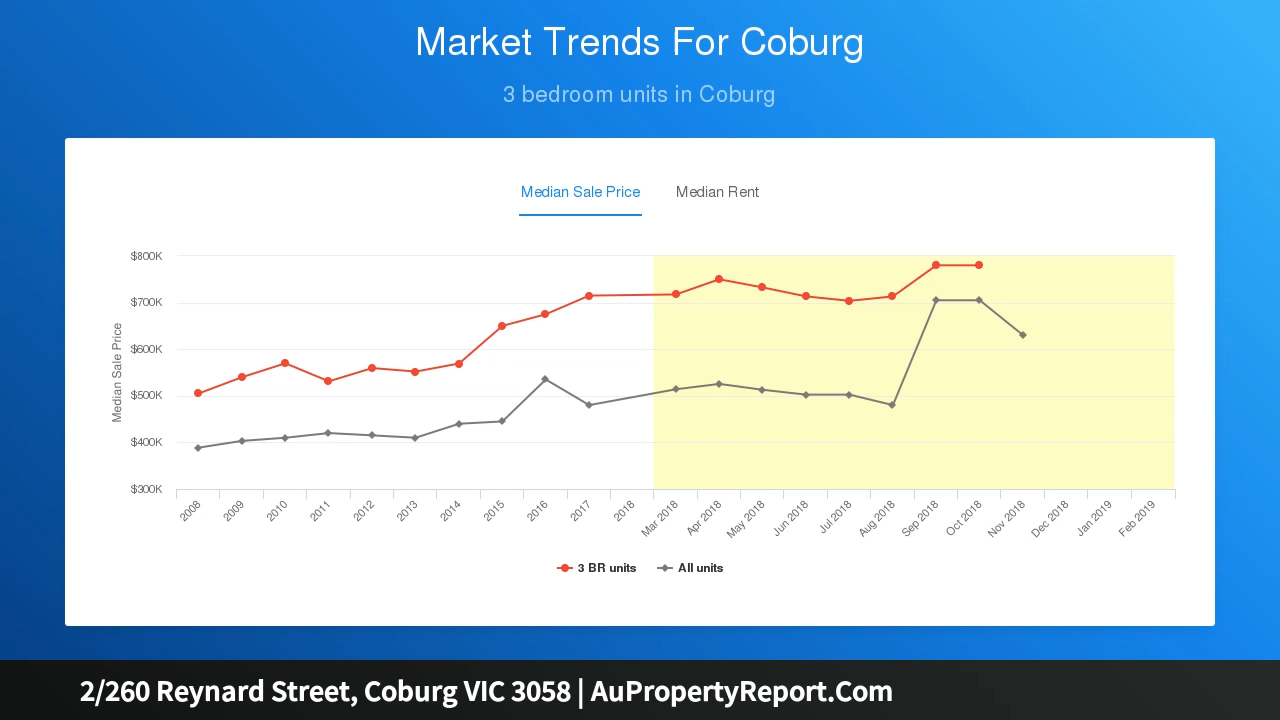 Market Trends For Coburg
3 bedroom units in Coburg
Median Sale Price Median Rent
$800K
$700K
$600K
$500K
$400K
$300K
Median Sale Price
2008 2009 2010 2011 2012 2013 2014 2015 2016 2017 2018 Mar 2018 Apr 2018 May 2018 Jun 2018 Jul 2018 Aug 2018 Sep 2018 Oct 2018 Nov 2018 Dec 2018 Jan 2019 Feb 2019
3 BR units All units
2/260 Reynard Street, Coburg VIC 3058 | AuPropertyReport.Com